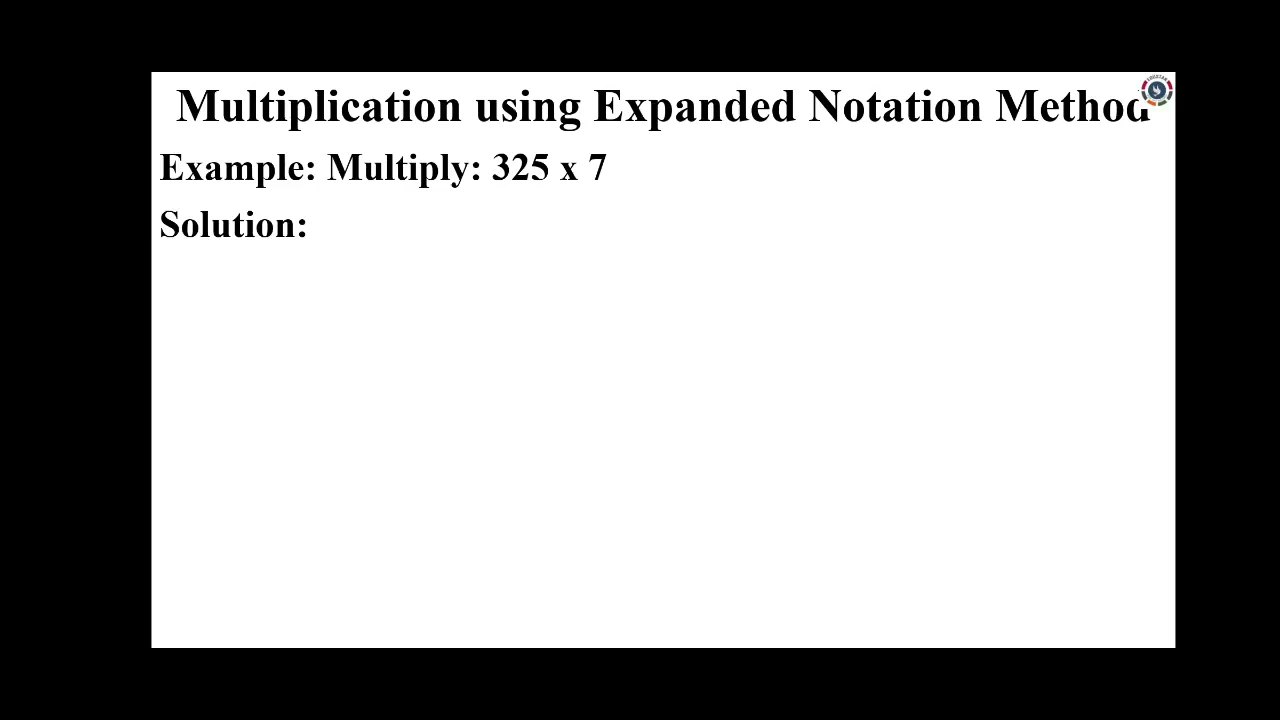 Multiplication using Expanded Notation Method
Example: Multiply: 325 x 7
Solution: